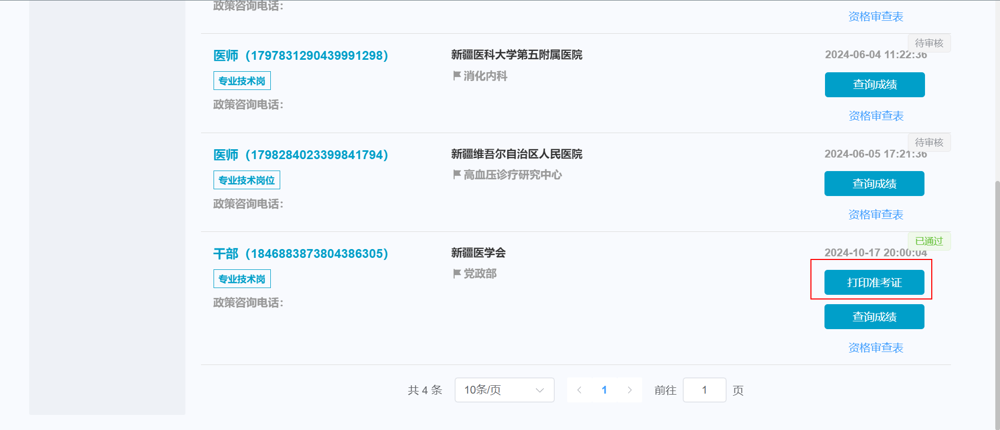 政策咨询电话：
资格审查表
待审核
医师（1797831290439991298）
新疆医科大学第五附属医院
2024-06-04 11:22:36
专业技术岗
消化内科
查询成绩
政策咨询电话：
资格审查表
待审核
医师（1798284023399841794）
新疆维吾尔自治区人民医院
2024-06-05 17:21:36
专业技术岗位
高血压诊疗研究中心
查询成绩
政策咨询电话：
资格审查表
已通过
干部（1846883873804386305）
新疆医学会
2024-10-17 20:00:04
专业技术岗
党政部
打印准考证
政策咨询电话：
查询成绩
资格审查表
共 4 条 10条/页 1 前往 1 页